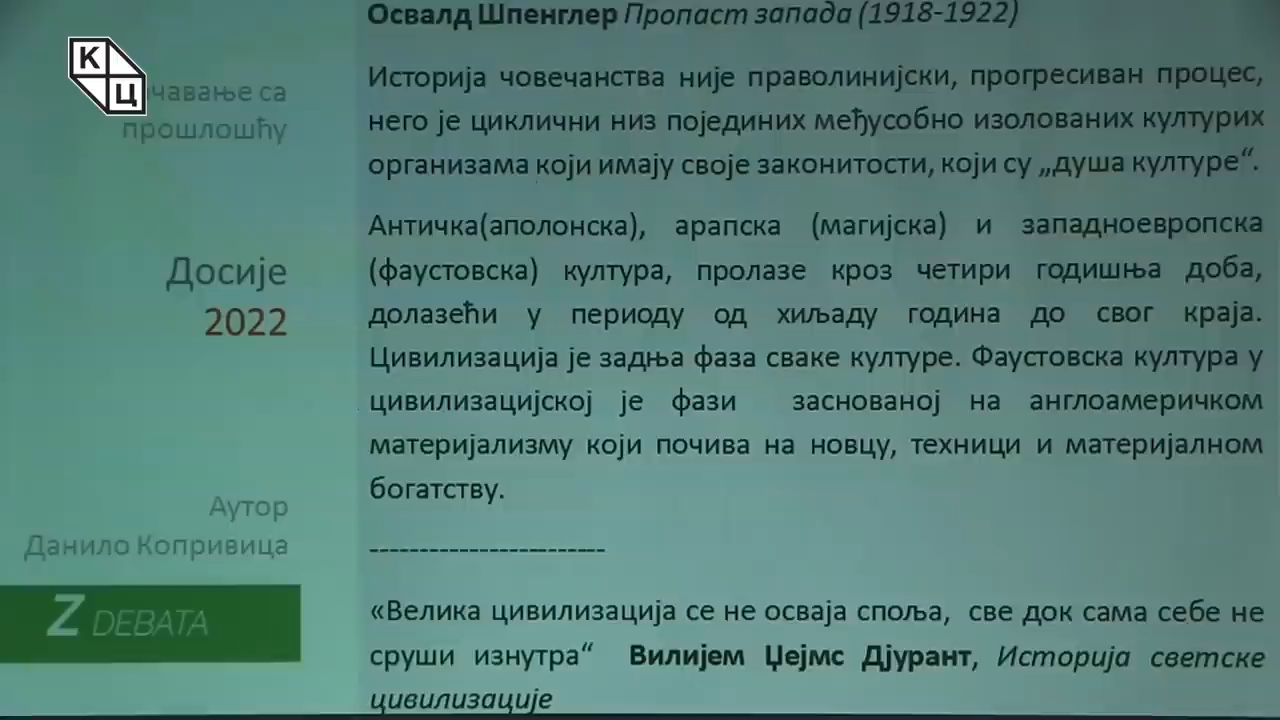 К
Ц
прошлошћу
са
Досије
2022
Аутор
Данило Копривица
Z DEBATA
Освалд Шпенглер Пропаст запада (1918-1922)
Историја човечанства није праволинијски, прогресиван процес,
него је циклични низ појединих међусобно изолованих културих
организама који имају своје законитости, који су „душа културе“.
Античка(аполонска), арапска (магијска) и западноевропска
(фаустовска) култура, пролазе кроз четири годишња доба,
долазећи у периоду од хиљаду година до свог краја.
Цивилизација је задња фаза сваке културе. Фаустовска култура у
цивилизацијској је фази заснованој на англоамеричком
материјализму који почива на новцу, техници и материјалном
богатству.
------------------------
«Велика цивилизација се не осваја споља, све док сама себе не
сруши изнутра“ Вилијем Џејмс Дјурант, Историја светске
цивилизације